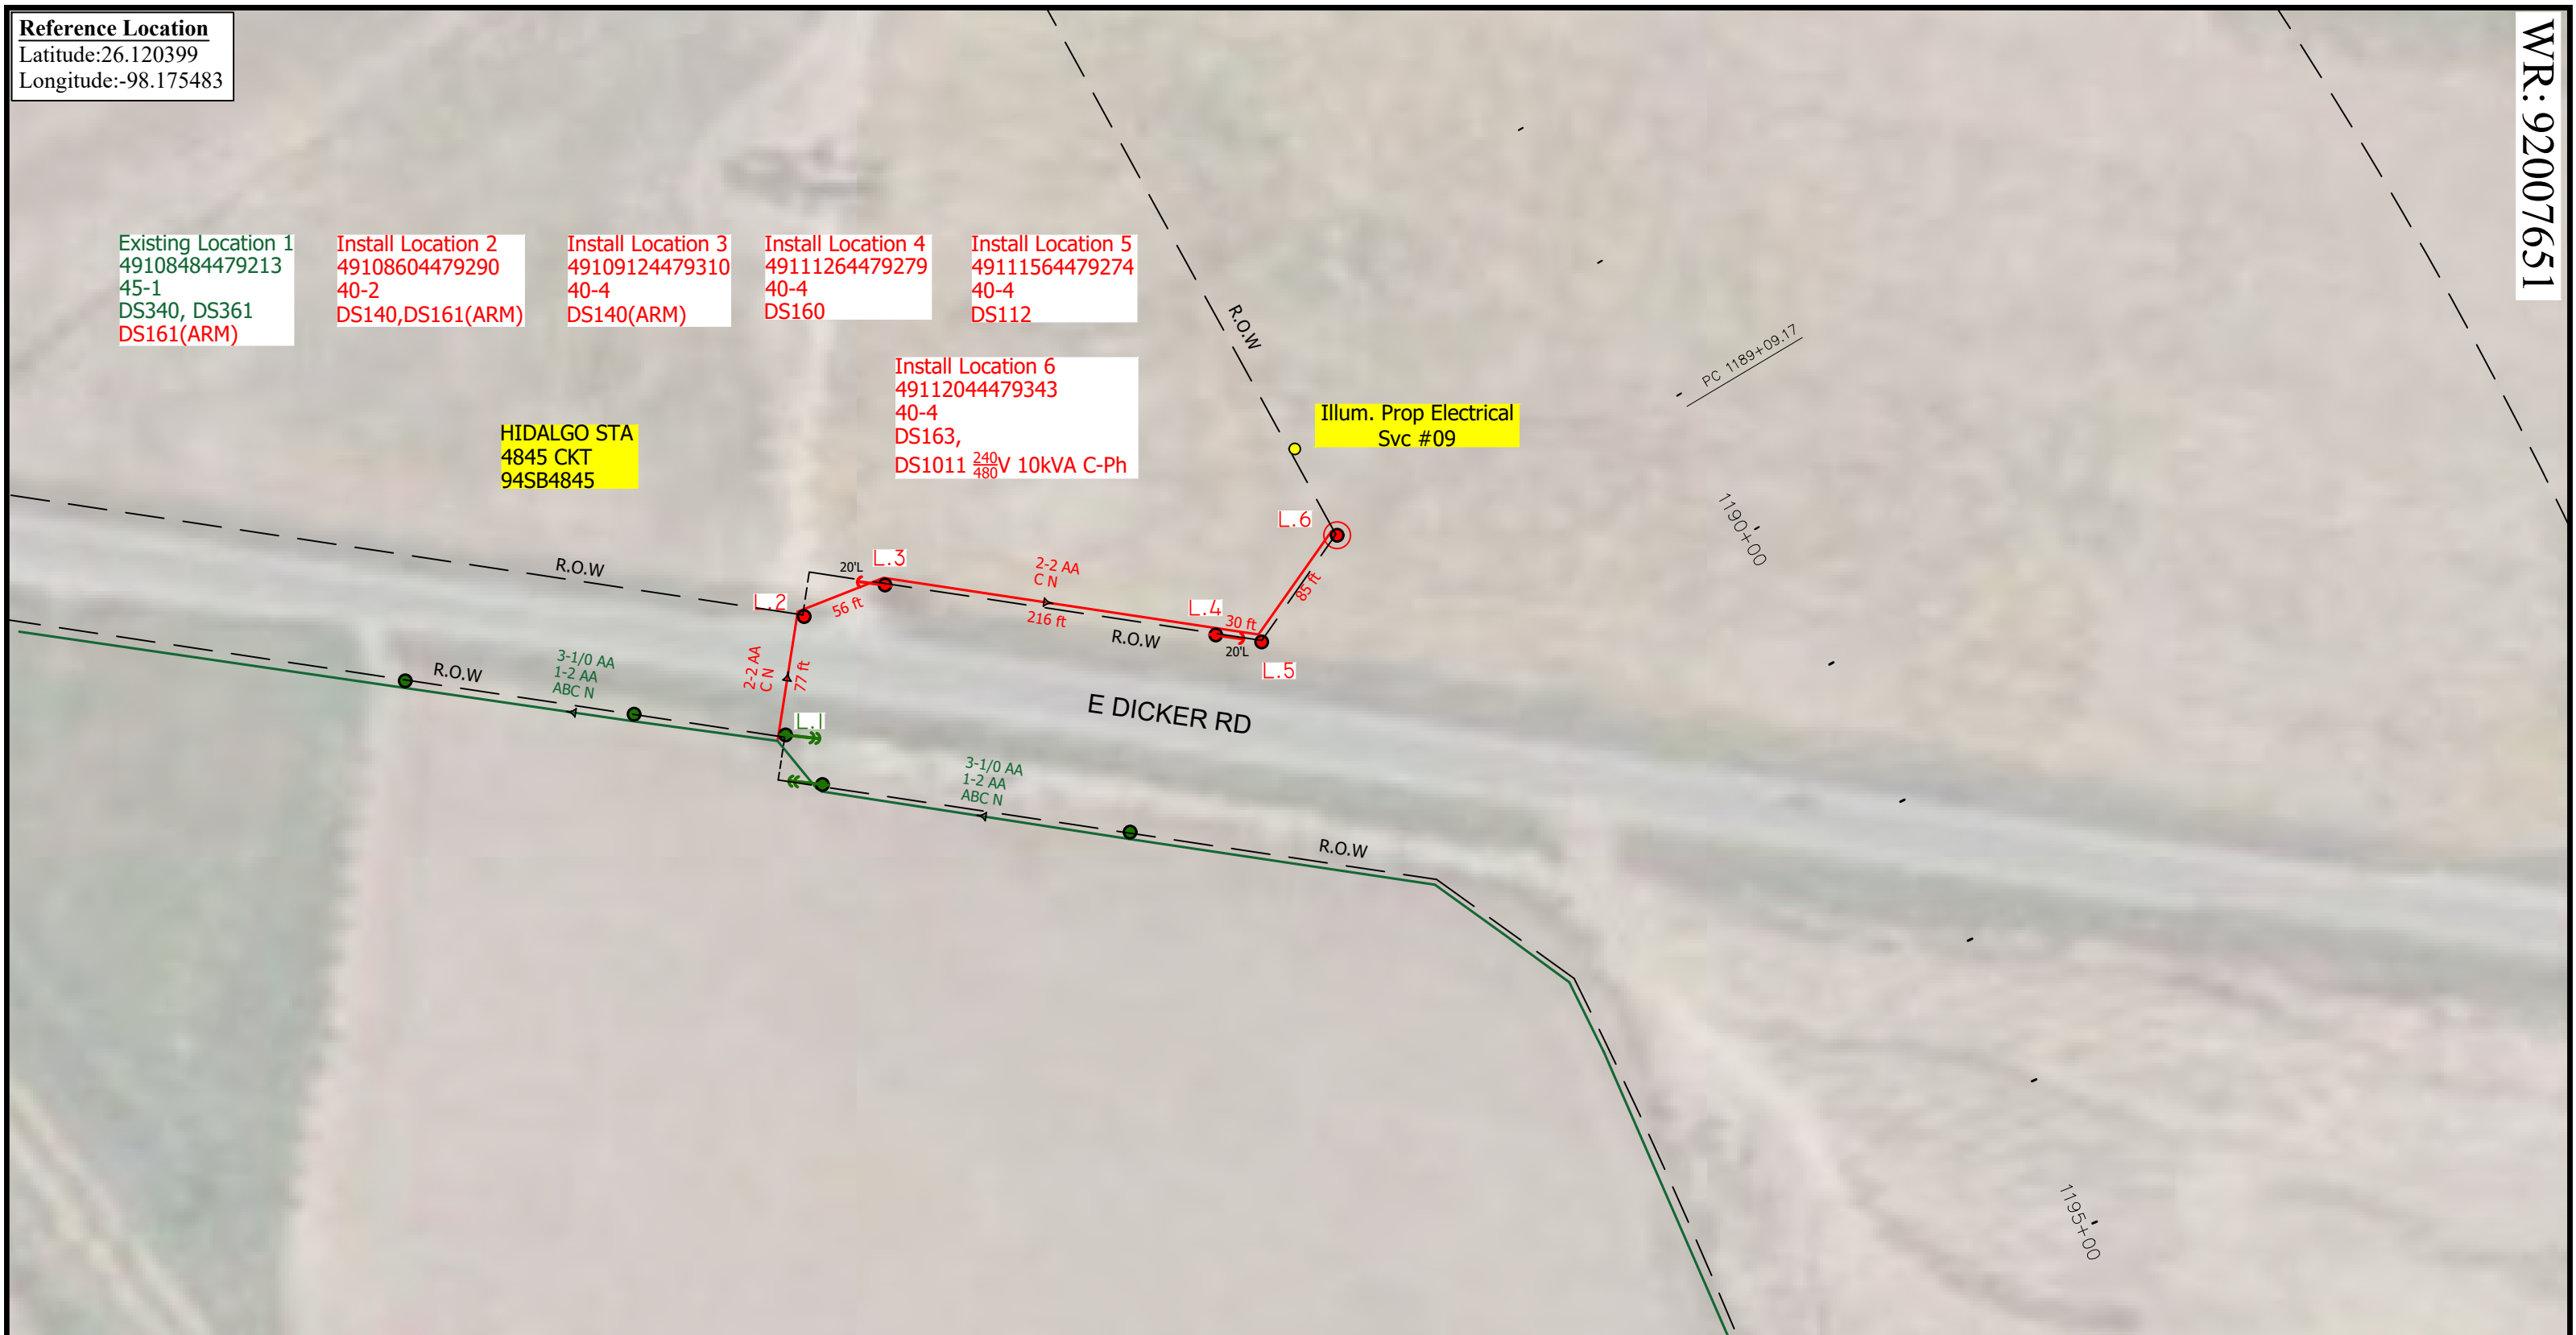 Reference Location
Latitude:26.120399
Longitude:-98.175483
WR: 92007651
Existing Location 1
49108484479213
45-1
DS340, DS361
DS161(ARM)
Install Location 2
49108604479290
40-2
DS140,DS161(ARM)
Install Location 3
49109124479310
40-4
DS140(ARM)
Install Location 4
49111264479279
40-4
DS160
Install Location 5
49111564479274
40-4
DS112
Install Location 6
49112044479343
40-4
DS163,
DS1011 240/480V 10kVA C-Ph
HIDALGO STA
4845 CKT
94SB4845
Illum. Prop Electrical
Svc #09
R.O.W
PC 1189+09.17
1190+00
R.O.W
20'L
L.3
L.2
56 ft
2-2 AA
C N
216 ft
R.O.W
L.4
30 ft
20'L
L.5
L.6
85 ft
2-2 AA
C N
77 ft
L.1
R.O.W
3-1/0 AA
1-2 AA
ABC N
E DICKER RD
3-1/0 AA
1-2 AA
ABC N
R.O.W
1195+00